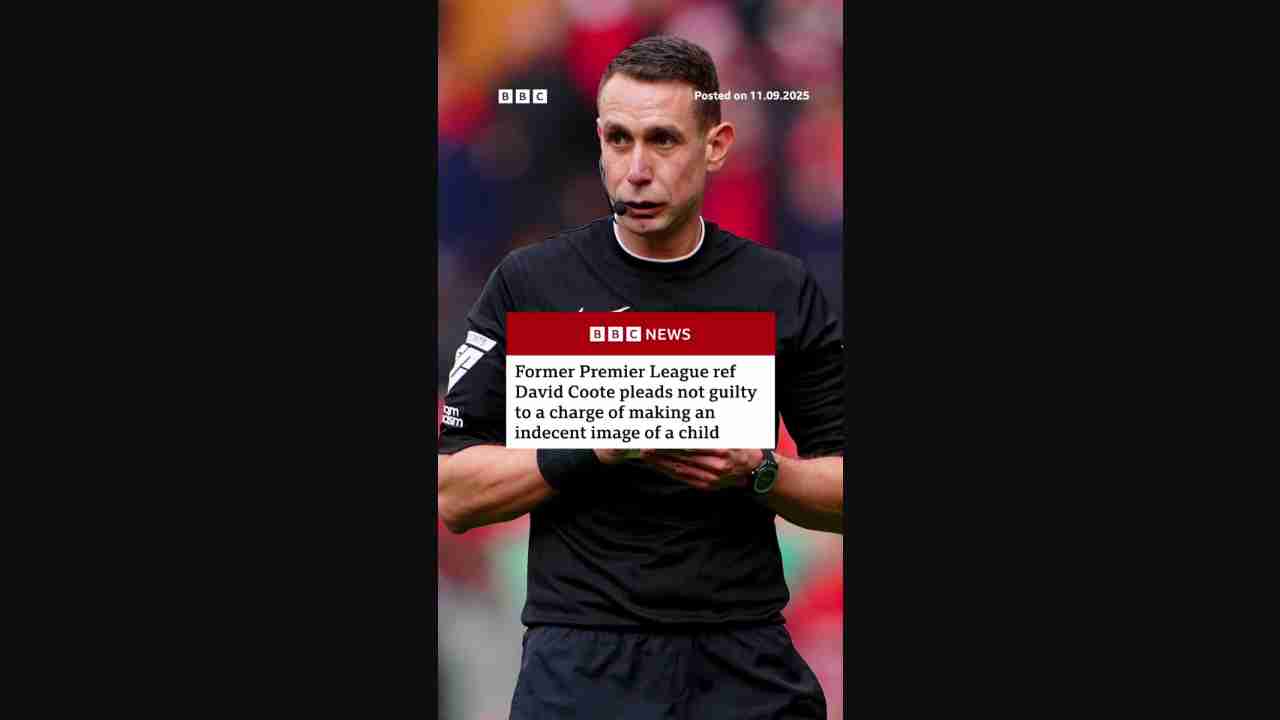 BBC
Posted on 11.09.2025
BBC NEWS
Former Premier League ref
David Coote pleads not guilty
to a charge of making an
indecent image of a child